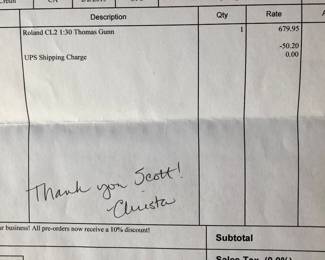 Description Qty Rate
Roland CL2 1:30 Thomas Gunn 1 679.95
-50.20
UPS Shipping Charge 0.00
Thank you Scott!
-Christa
business! All pre-orders now receive a 10% discount!
Subtotal